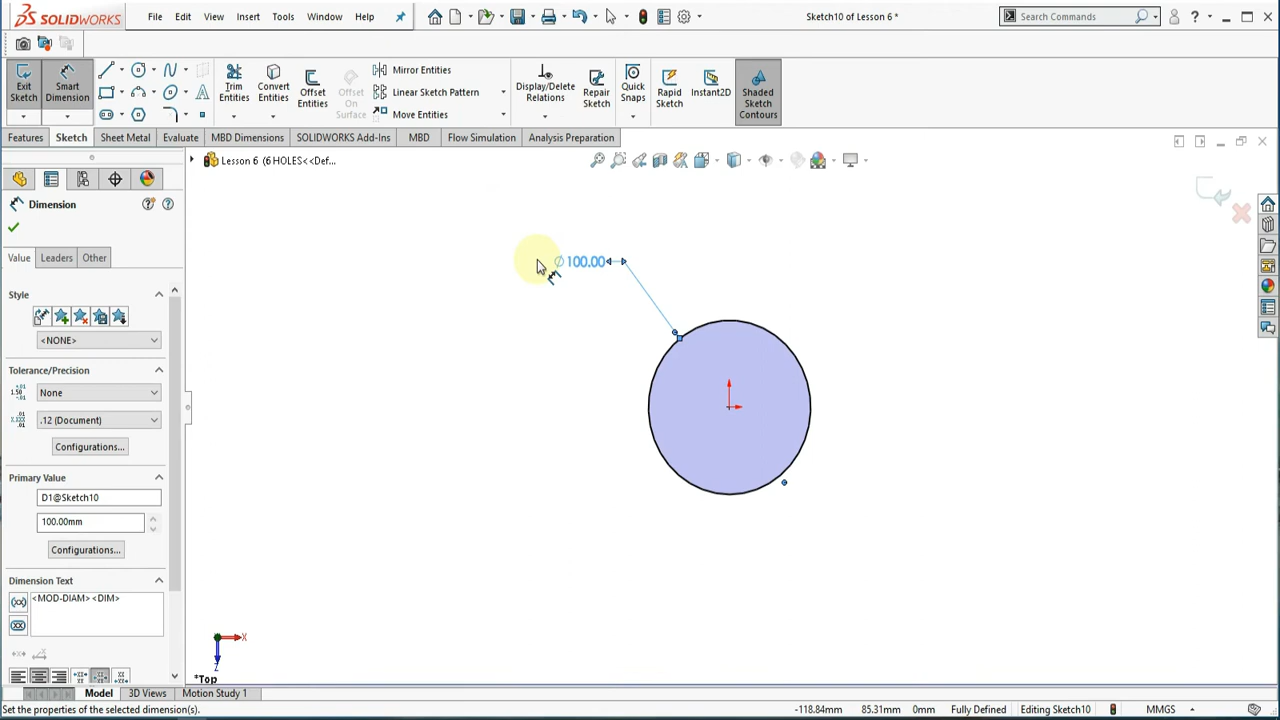 SOLIDWORKS File Edit View Insert Tools Window Help Sketch10 of Lesson 6 * Search Commands
Exit Sketch Smart Dimension Trim Entities Convert Entities Offset Entities Offset On Surface Mirror Entities Linear Sketch Pattern Move Entities Display/Delete Relations Repair Sketch Quick Snaps Rapid Sketch Instant2D Shaded Sketch Contours
Features Sketch Sheet Metal Evaluate MBD Dimensions SOLIDWORKS Add-Ins MBD Flow Simulation Analysis Preparation
Lesson 6 (6 HOLES<<Def...
Dimension
Value Leaders Other
Style
<NONE>
Tolerance/Precision
None
.12 (Document)
Configurations...
Primary Value
D1@Sketch10
100.00mm
Configurations...
Dimension Text
<MOD-DIAM><DIM>
∅100.00
X
Z
*Top
Model 3D Views Motion Study 1
Set the properties of the selected dimension(s). -118.84mm 85.31mm 0mm Fully Defined Editing Sketch10 MMGS